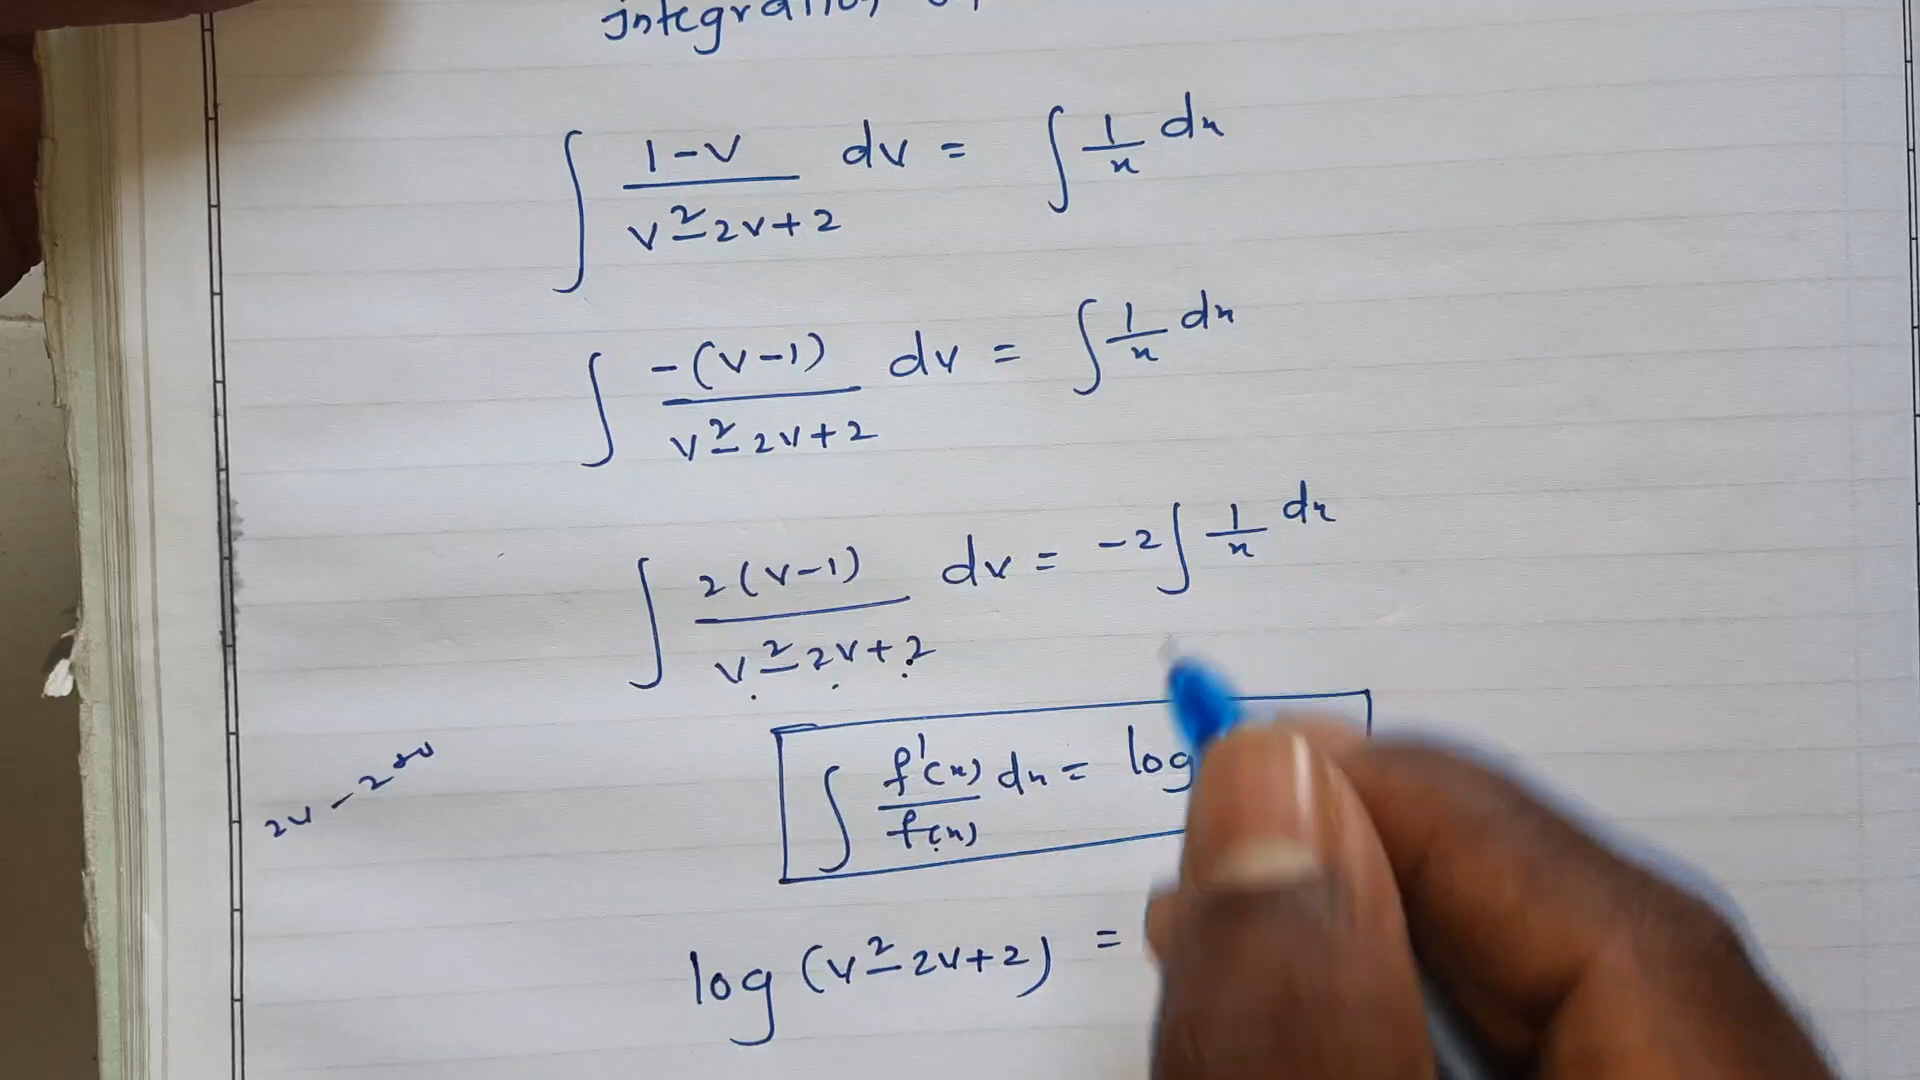 ∫ (1-v)/(v²-2v+2) dv = ∫ 1/x dx
∫ -(v-1)/(v²-2v+2) dv = ∫ 1/x dx
∫ 2(v-1)/(v²-2v+2) dv = -2∫ 1/x dx
2v-2+0
∫ f'(x)/f(x) dx = log
log (v²-2v+2) =